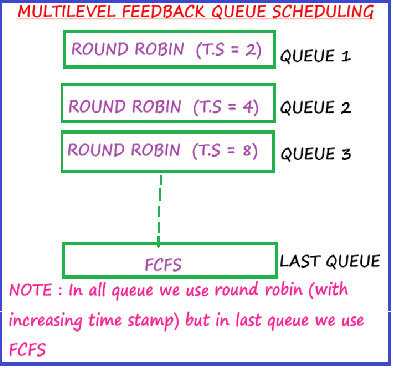 MULTILEVEL FEEDBACK QUEUE SCHEDULING
ROUND ROBIN (T.S = 2) QUEUE 1
ROUND ROBIN (T.S = 4) QUEUE 2
ROUND ROBIN (T.S = 8) QUEUE 3
FCFS LAST QUEUE
NOTE : In all queue we use round robin (with
increasing time stamp) but in last queue we use
FCFS